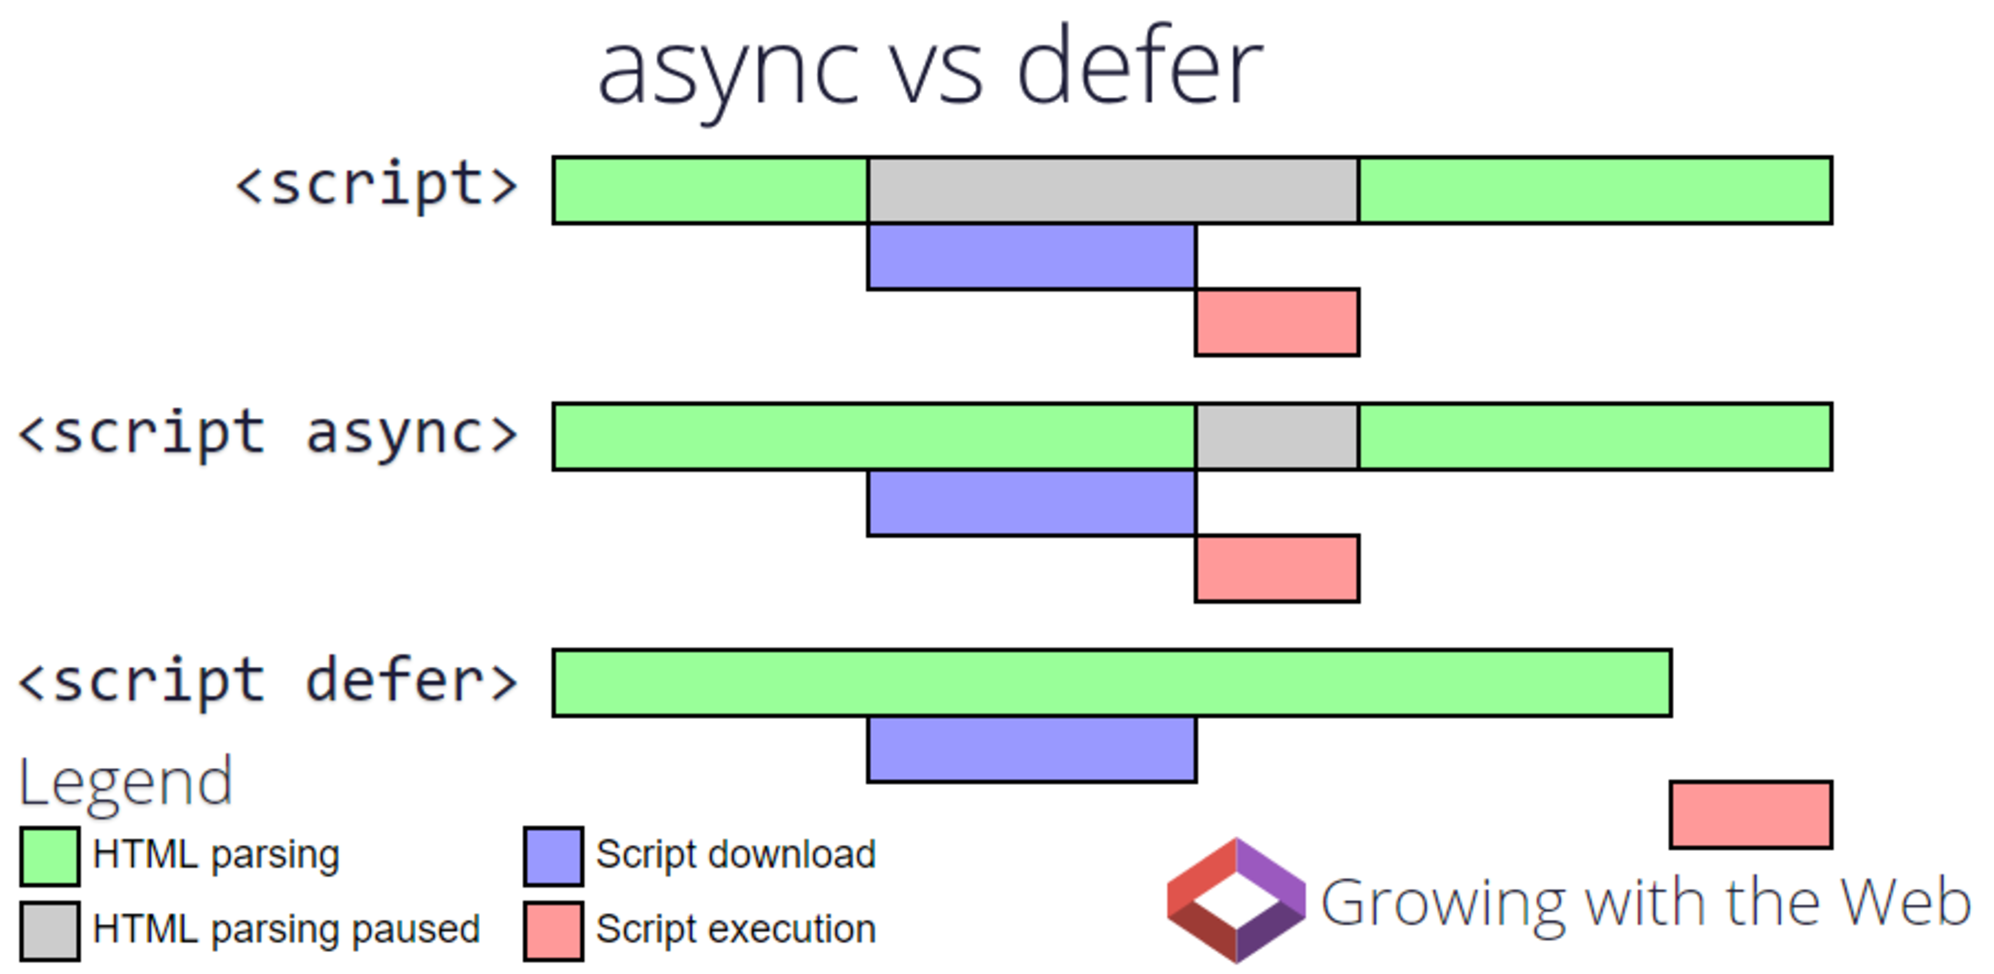 async vs defer
<script>
<script async>
<script defer>
Legend
HTML parsing
Script download
HTML parsing paused
Script execution
Growing with the Web